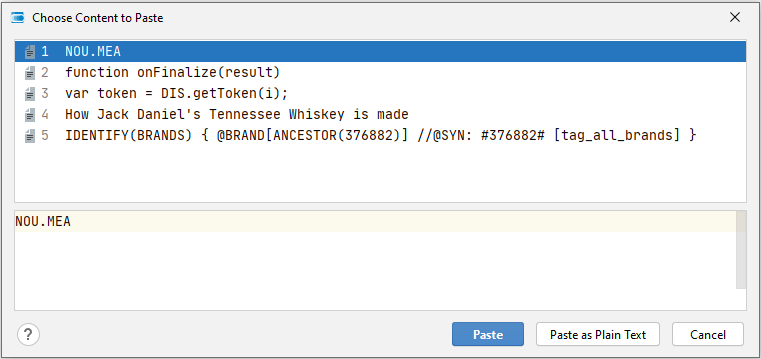 Choose Content to Paste
1 NOU.MEA
2 function onFinalize(result)
3 var token = DIS.getToken(i);
4 How Jack Daniel's Tennessee Whiskey is made
5 IDENTIFY(BRANDS) { @BRAND[ANCESTOR(376882)] //@SYN: #376882# [tag_all_brands] }
NOU.MEA
? Paste Paste as Plain Text Cancel